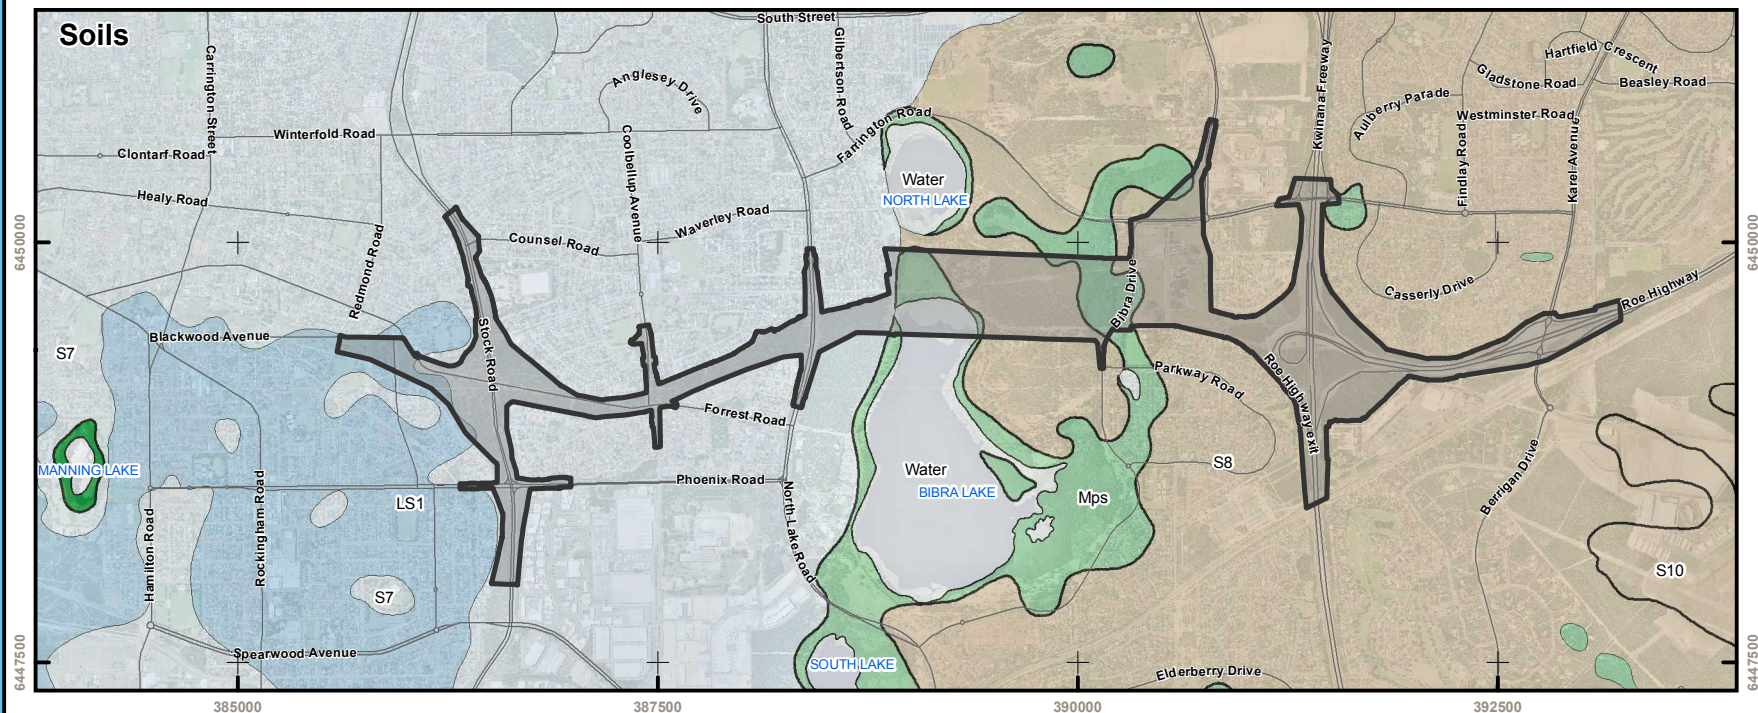 Soils
South Street
Gilbertson Road
Carrington Street
Anglesey Drive
Kwinana Freeway
Hartfield Crescent
Gladstone Road
Beasley Road
Aulberry Parade
Westminster Road
Winterfold Road
Farrington Road
Clontarf Road
Coolbellup Avenue
Findlay Road
Karel Avenue
Water
NORTH LAKE
Healy Road
Waverley Road
Counsel Road
6450000
6450000
Redmond Road
Bibra Drive
Casserly Drive
Roe Highway
Blackwood Avenue
S7
Stock Road
Parkway Road
Roe Highway exit
Forrest Road
MANNING LAKE
Water
BIBRA LAKE
S8
Mps
Phoenix Road
LS1
Rockingham Road
Hamilton Road
North Lake Road
Berrigan Drive
S10
S7
Spearwood Avenue
SOUTH LAKE
Elderberry Drive
6447500
6447500
385000
387500
390000
392500